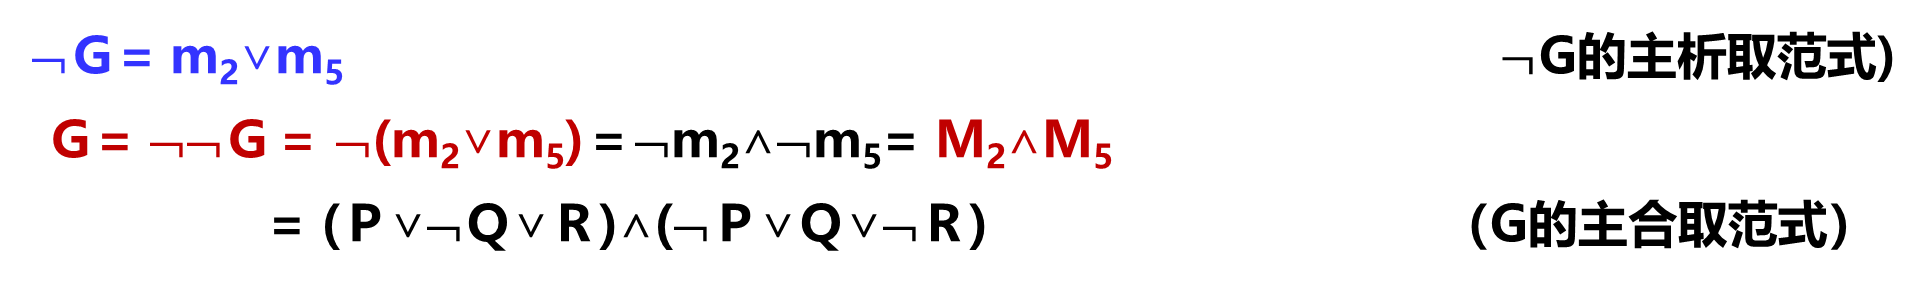 ¬G = m₂∨m₅ ¬G的主析取范式)
G = ¬¬G = ¬(m₂∨m₅) = ¬m₂∧¬m₅ = M₂∧M₅
= (P∨¬Q∨R)∧(¬P∨Q∨¬R) (G的主合取范式)